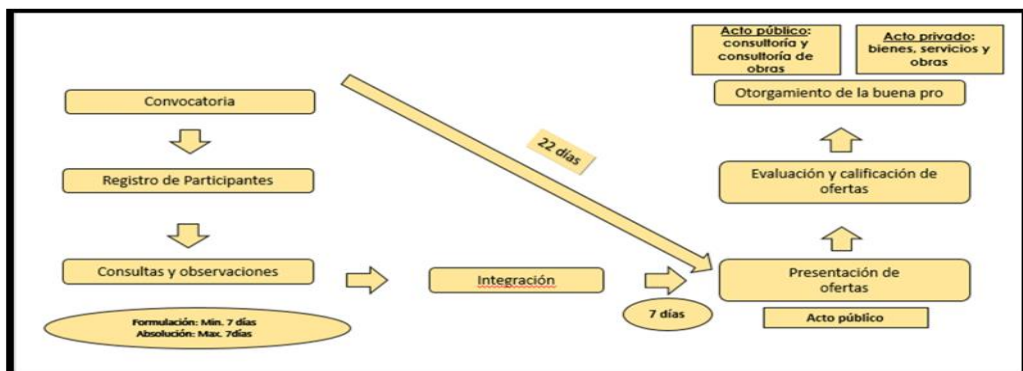 Convocatoria
Registro de Participantes
Consultas y observaciones
Formulación: Min. 7 días
Absolución: Max. 7días
Integración
22 días
7 días
Presentación de
ofertas
Acto público
Evaluación y calificación de
ofertas
Otorgamiento de la buena pro
Acto público:
consultoría y
consultoría de
obras
Acto privado:
bienes, servicios y
obras